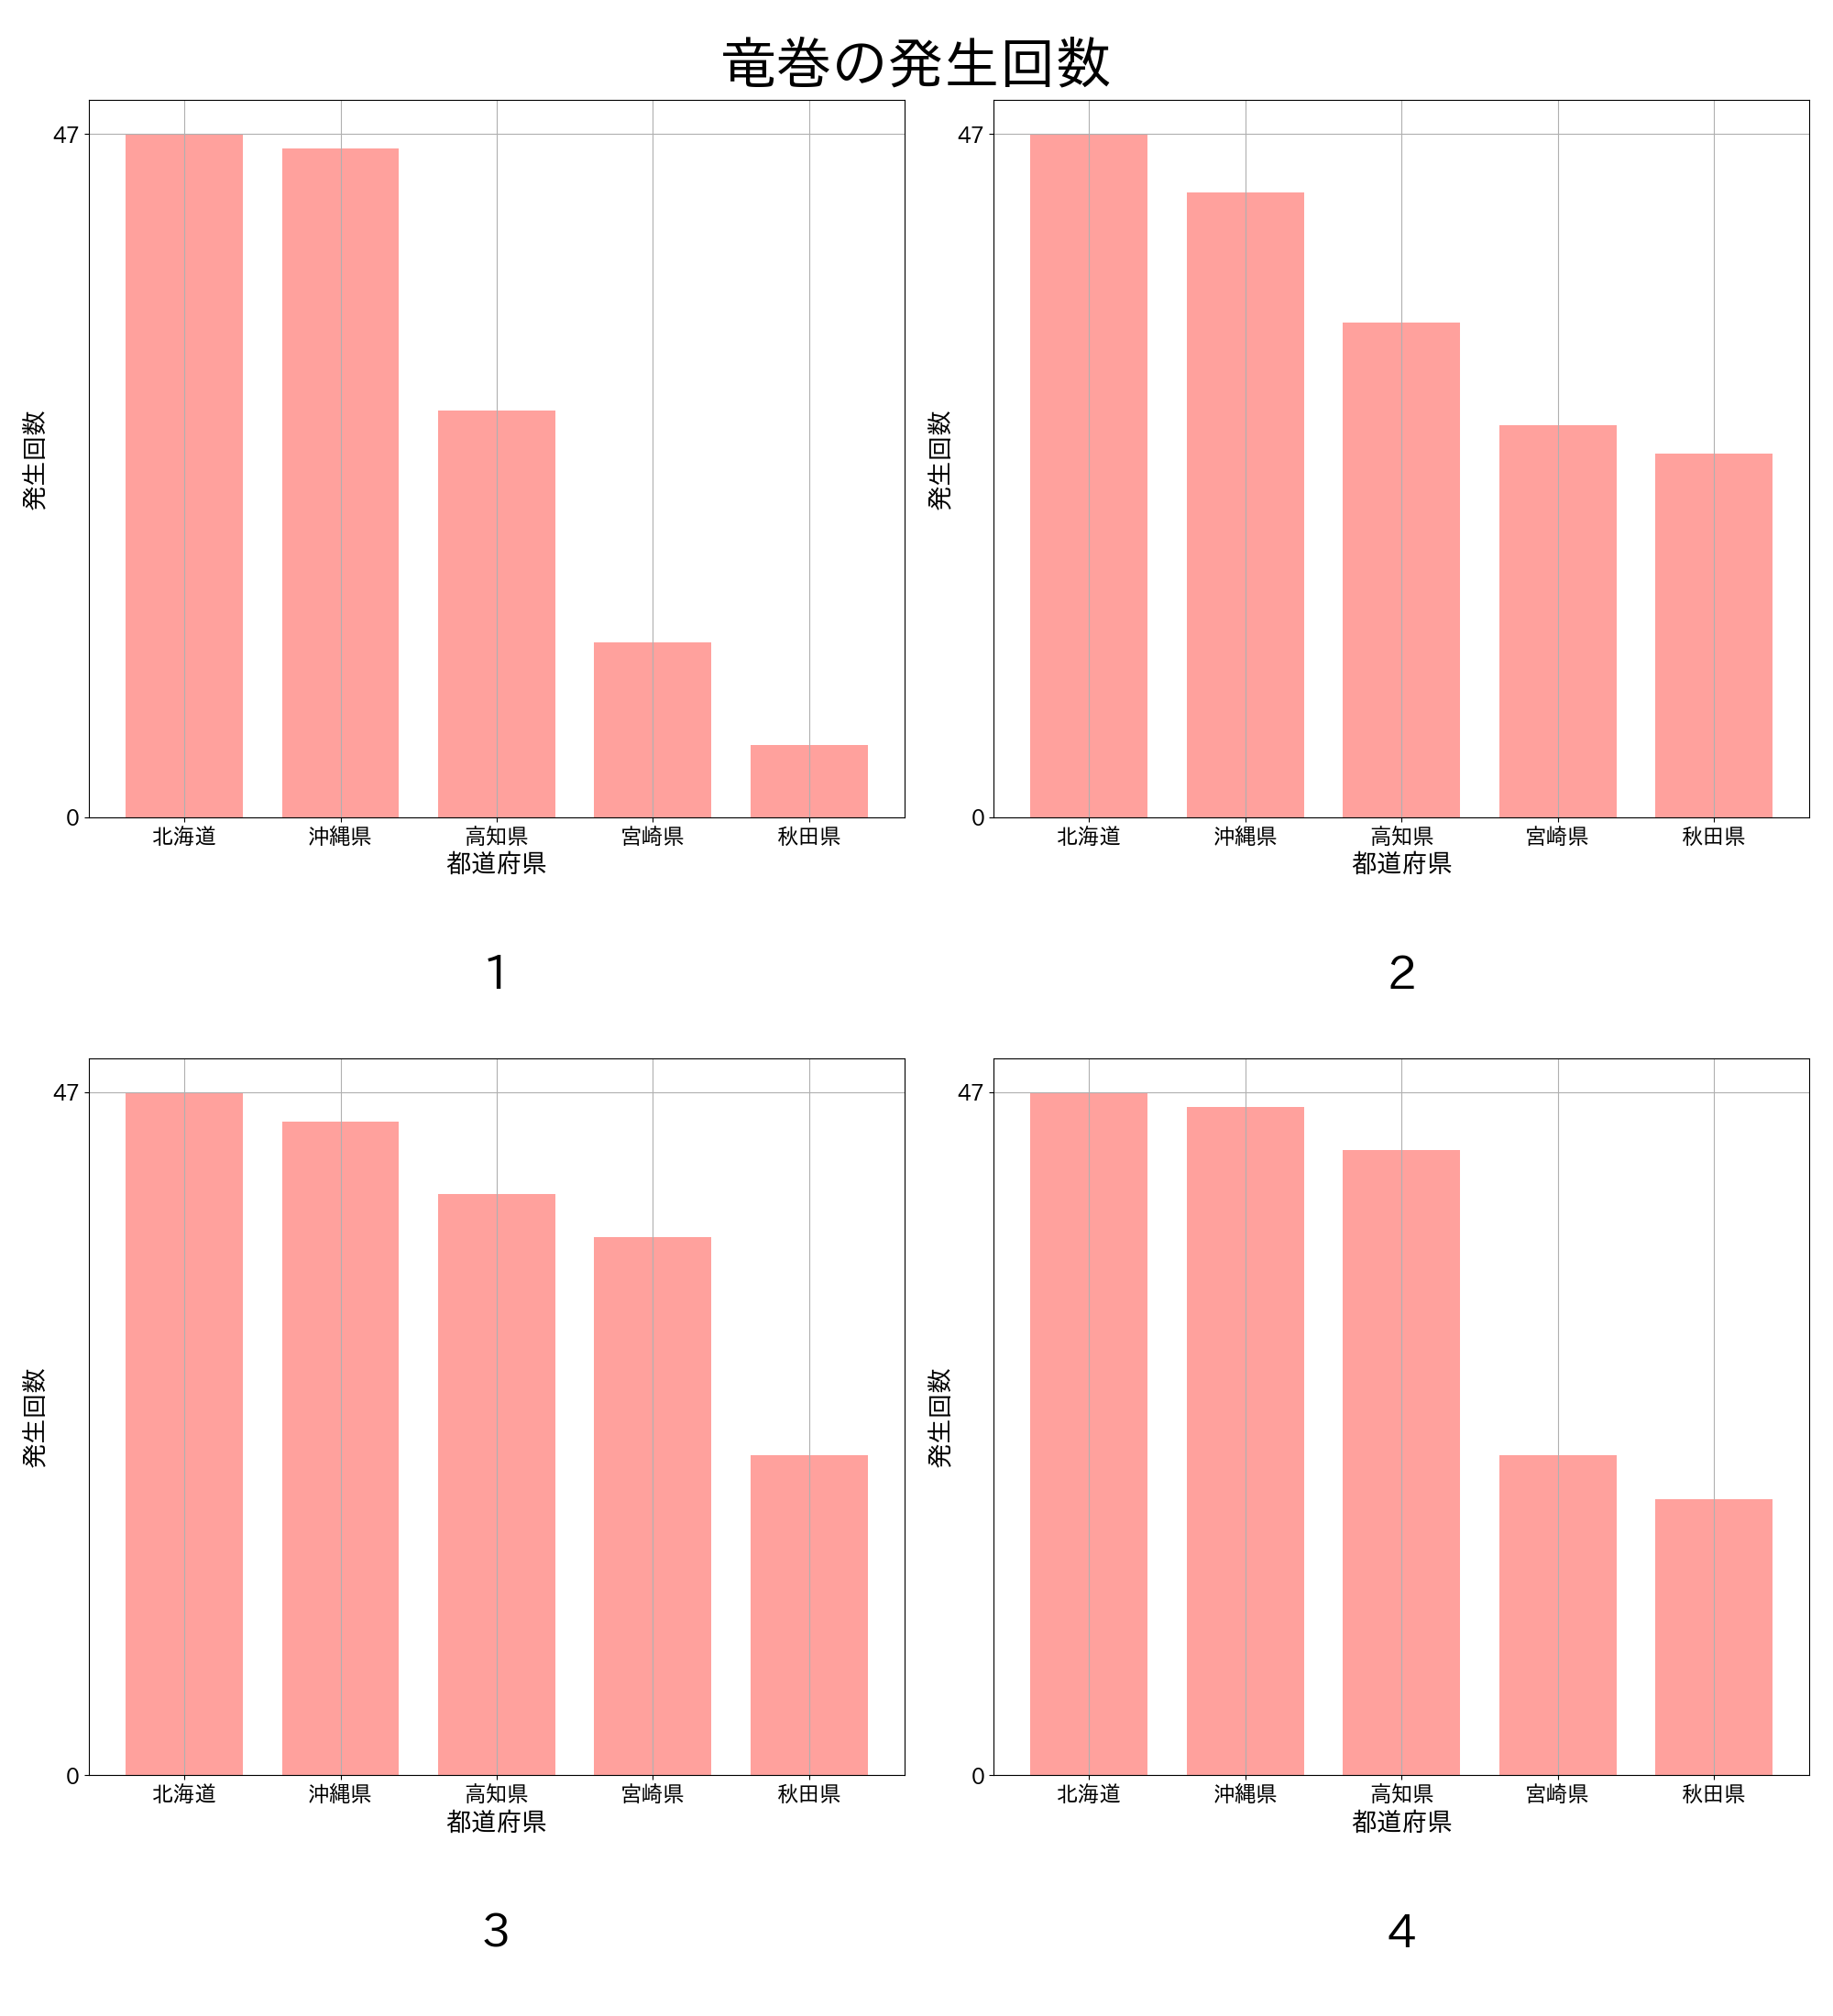 竜巻の発生回数
47
0
発生回数
北海道 沖縄県 高知県 宮崎県 秋田県
都道府県
1
47
0
発生回数
北海道 沖縄県 高知県 宮崎県 秋田県
都道府県
2
47
0
発生回数
北海道 沖縄県 高知県 宮崎県 秋田県
都道府県
3
47
0
発生回数
北海道 沖縄県 高知県 宮崎県 秋田県
都道府県
4